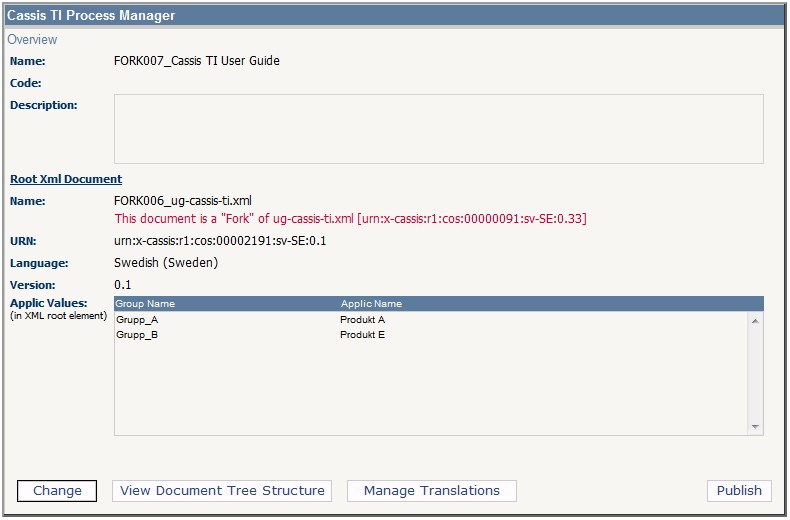 Cassis TI Process Manager
Overview
Name: FORK007_Cassis TI User Guide
Code:
Description:
Root Xml Document
Name: FORK006_ug-cassis-ti.xml
This document is a "Fork" of ug-cassis-ti.xml [urn:x-cassis:r1:cos:00000091:sv-SE:0.33]
URN: urn:x-cassis:r1:cos:00002191:sv-SE:0.1
Language: Swedish (Sweden)
Version: 0.1
Applic Values: Group Name Applic Name
(in XML root element)
Grupp_A Produkt A
Grupp_B Produkt E
Change View Document Tree Structure Manage Translations Publish